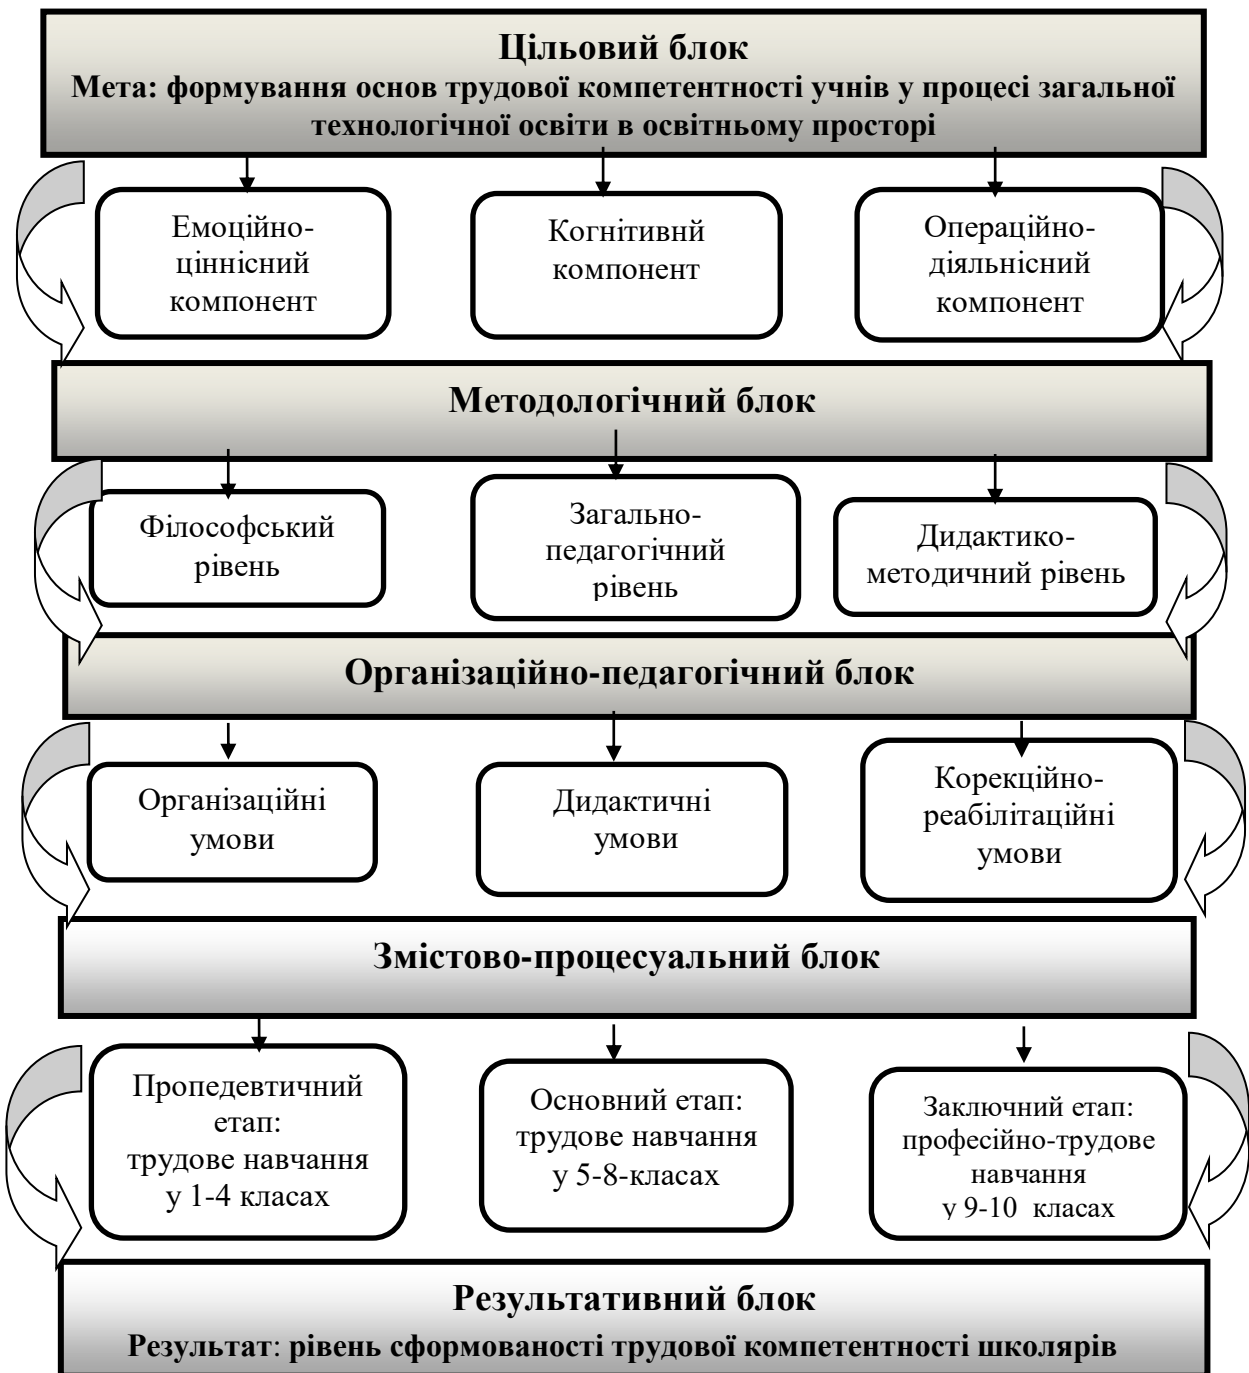 Цільовий блок
Мета: формування основ трудової компетентності учнів у процесі загальної
технологічної освіти в освітньому просторі
Емоційно-
ціннісний
компонент
Когнітивнй
компонент
Операційно-
діяльнісний
компонент
Методологічний блок
Філософський
рівень
Загально-
педагогічний
рівень
Дидактико-
методичний рівень
Організаційно-педагогічний блок
Організаційні
умови
Дидактичні
умови
Корекційно-
реабілітаційні
умови
Змістово-процесуальний блок
Пропедевтичний
етап:
трудове навчання
у 1-4 класах
Основний етап:
трудове навчання
у 5-8-класах
Заключний етап:
професійно-трудове
навчання
у 9-10 класах
Результативний блок
Результат: рівень сформованості трудової компетентності школярів